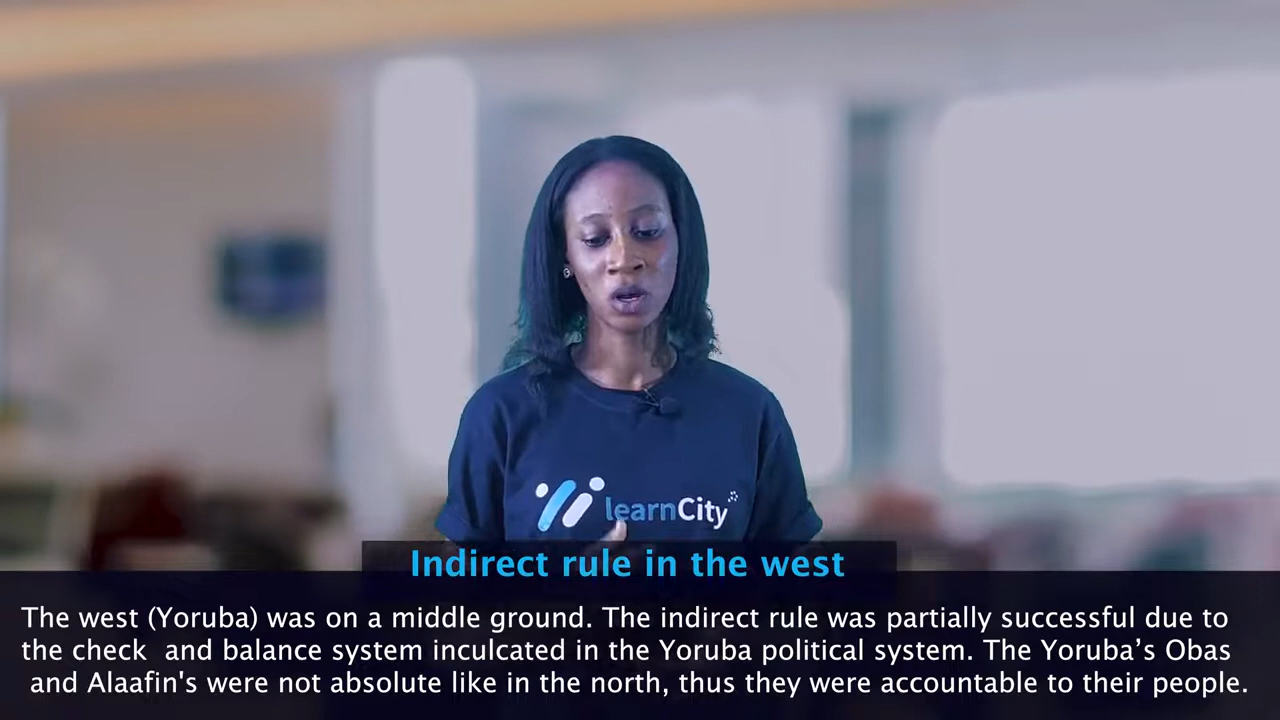 learnCity
Indirect rule in the west
The west (Yoruba) was on a middle ground. The indirect rule was partially successful due to
the check  and balance system inculcated in the Yoruba political system. The Yoruba’s Obas
and Alaafin's were not absolute like in the north, thus they were accountable to their people.